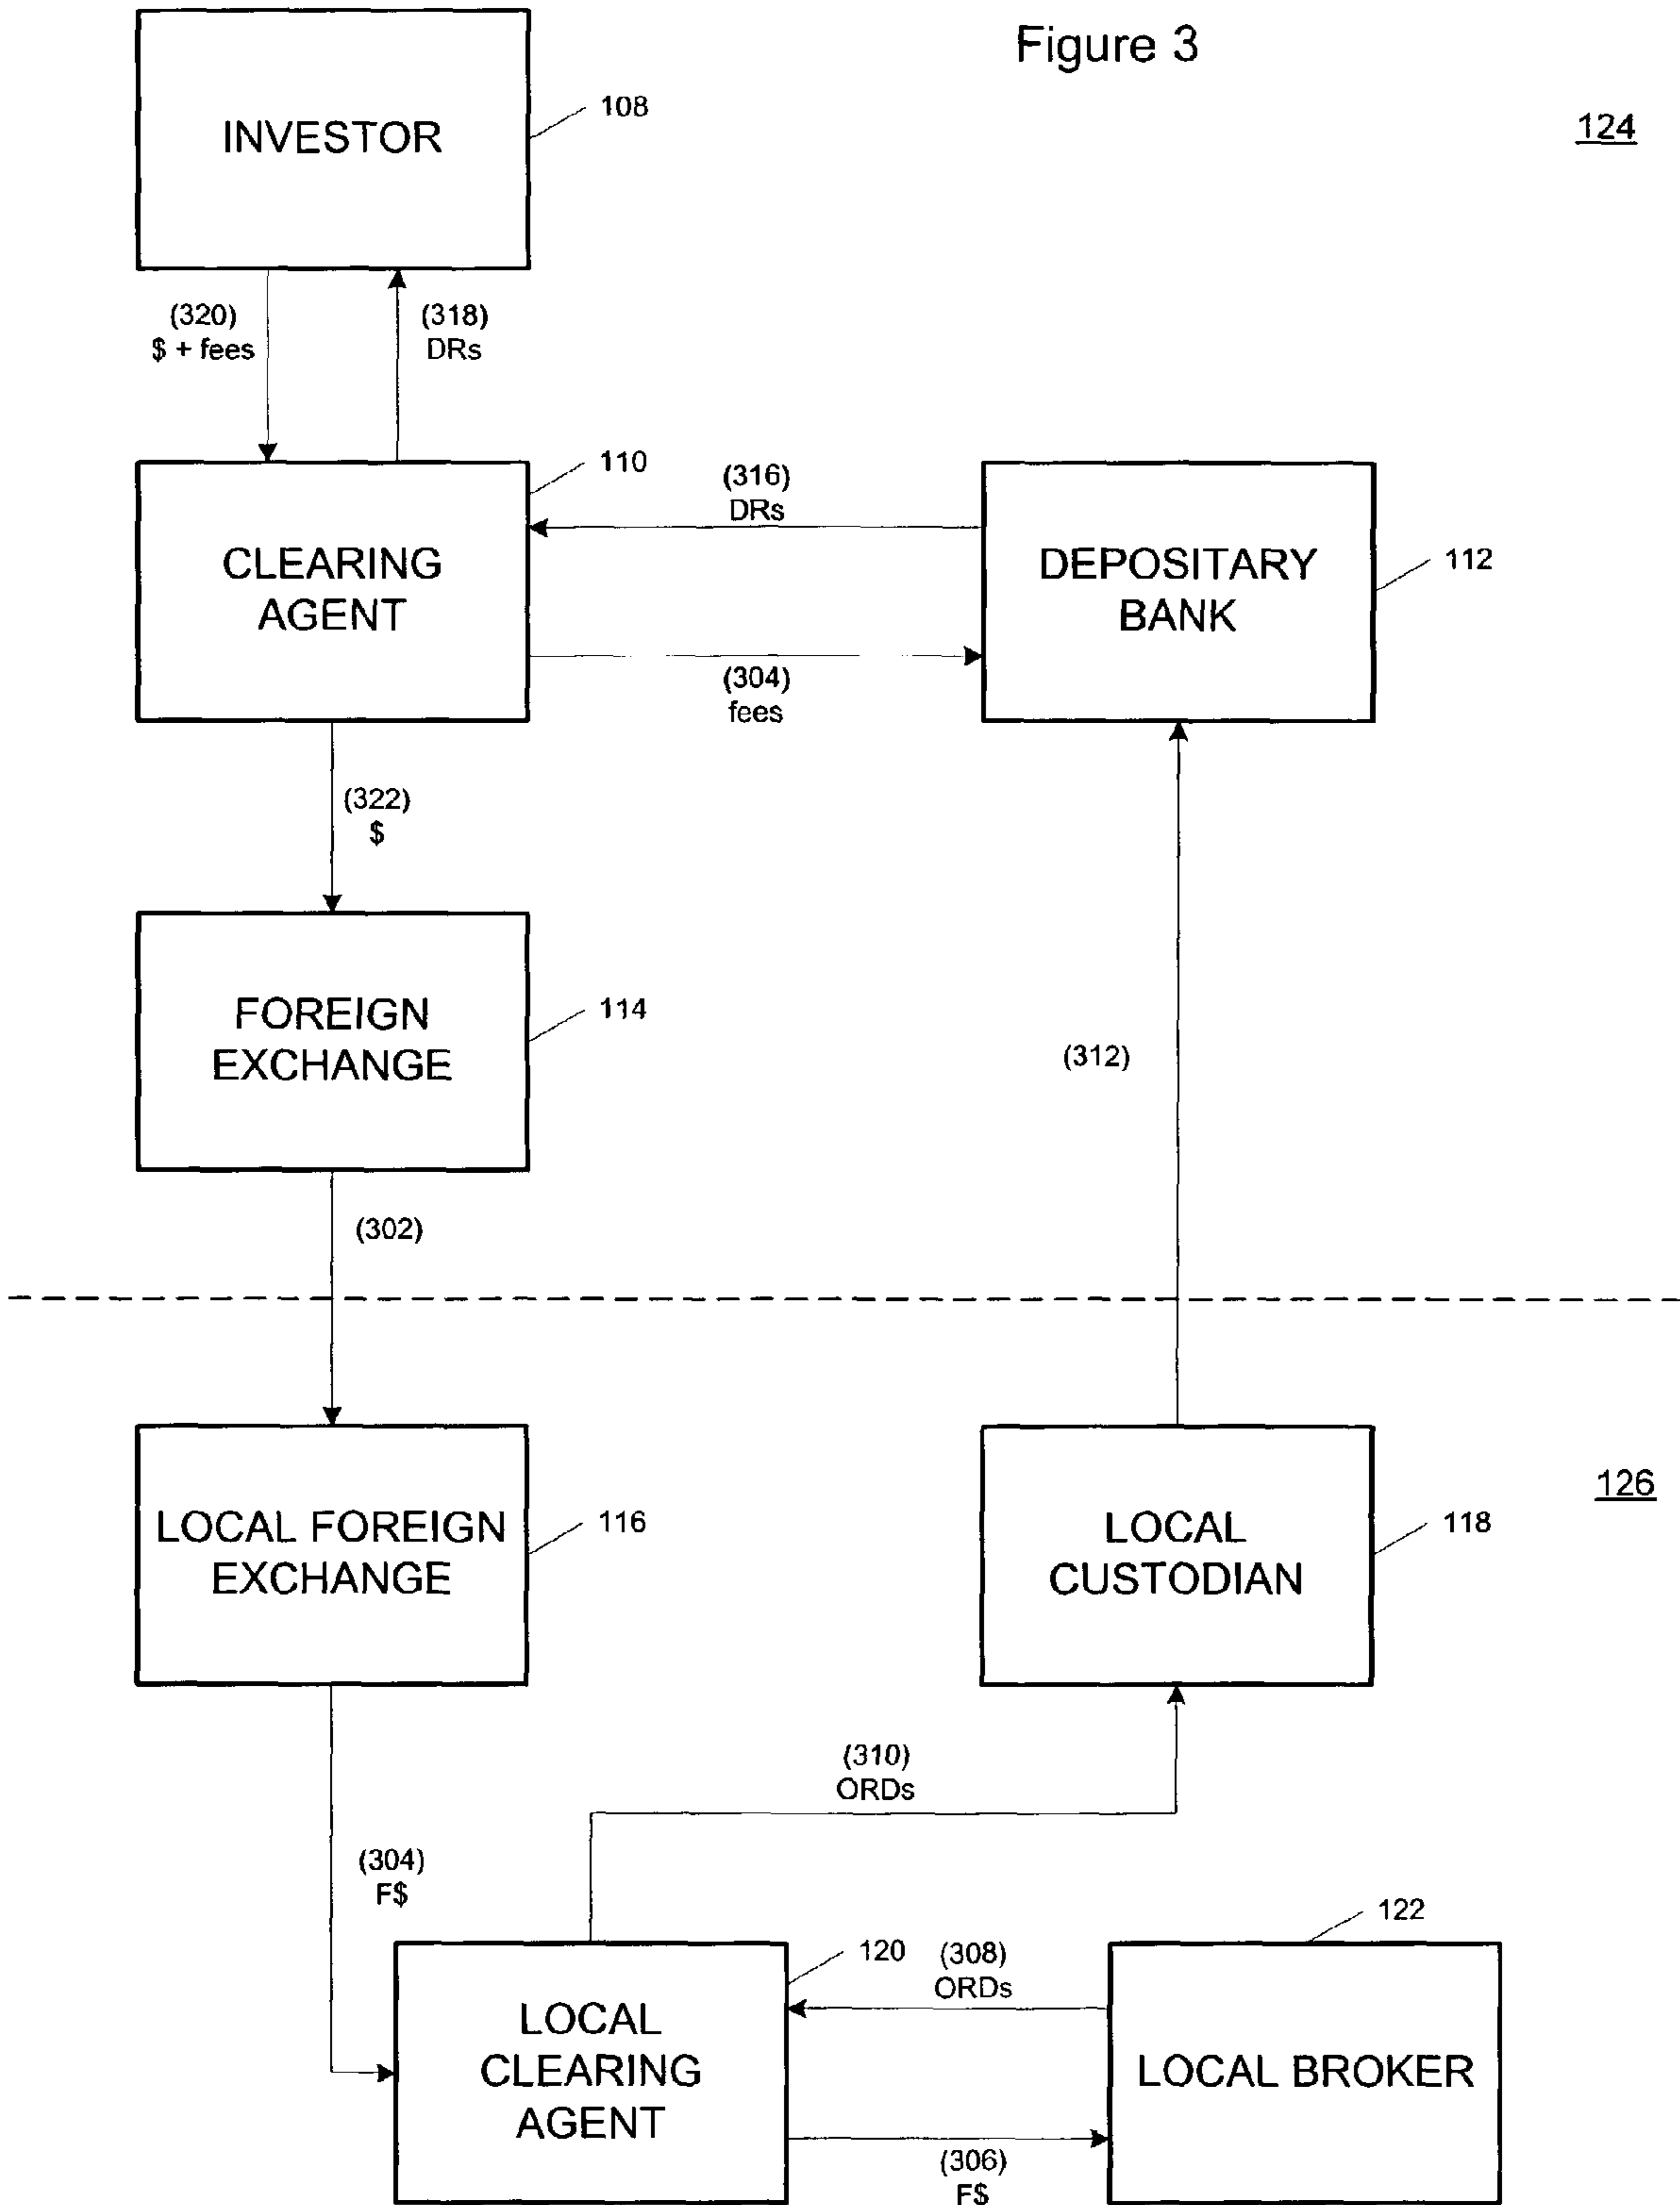 Figure 3
124
INVESTOR
108
(320)
$ + fees
(318)
DRs
CLEARING
AGENT
110
(316)
DRs
(304)
fees
DEPOSITARY
BANK
112
(322)
$
FOREIGN
EXCHANGE
114
(312)
(302)
LOCAL FOREIGN
EXCHANGE
116
LOCAL
CUSTODIAN
118
126
(310)
ORDs
(304)
F$
LOCAL
CLEARING
AGENT
120
(308)
ORDs
(306)
F$
122
LOCAL BROKER